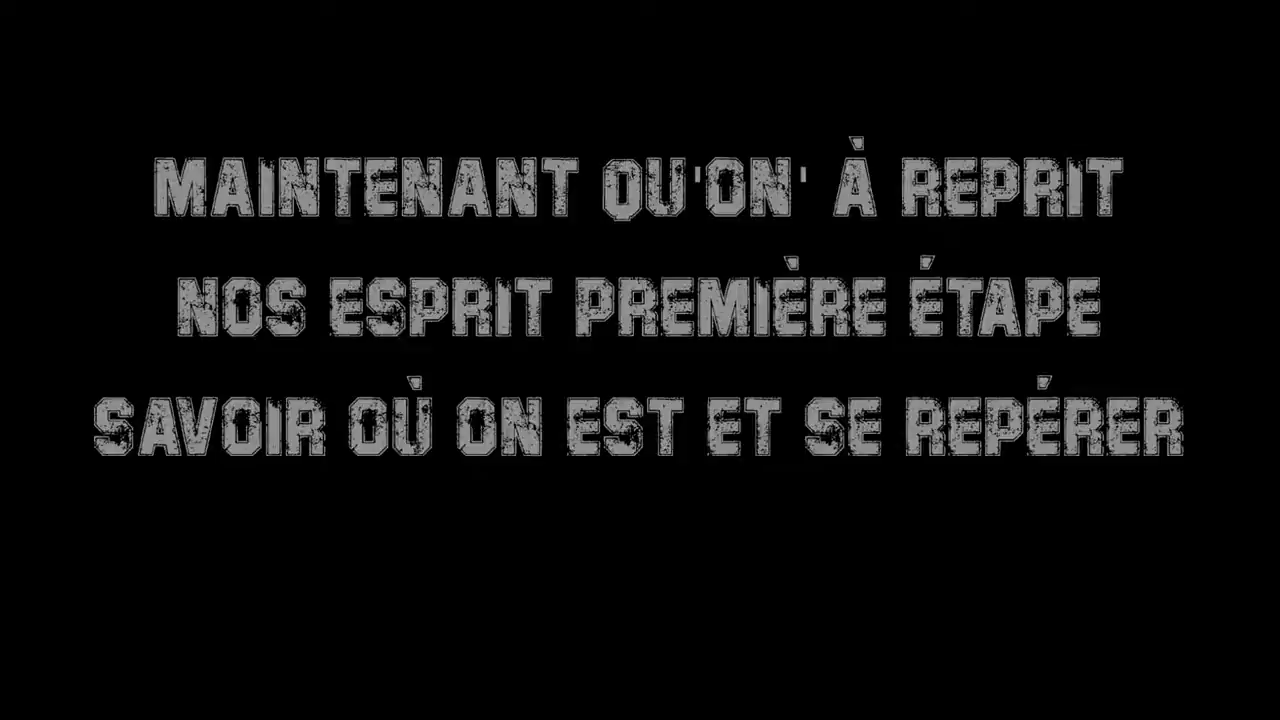 MAINTENANT QU'ON' À REPRIT
NOS ESPRIT PREMIÈRE ÉTAPE
SAVOIR OÙ ON EST ET SE REPÉRER